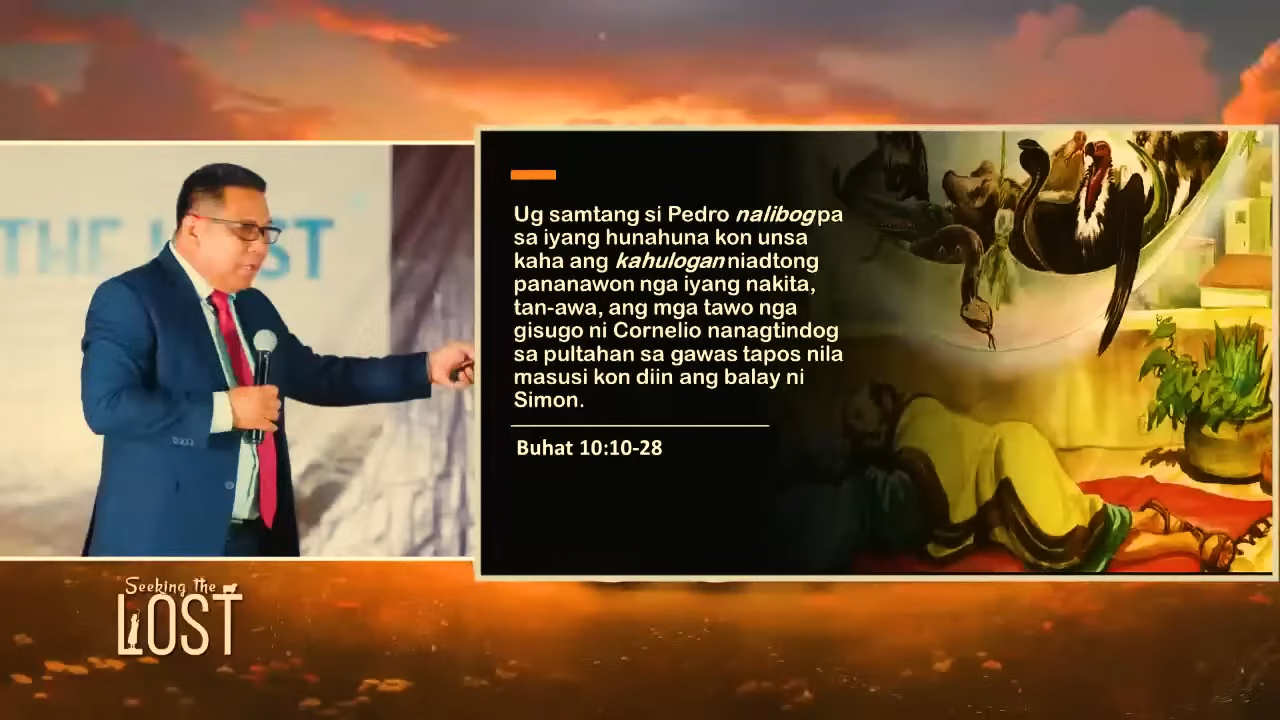 THE LOST
Ug samtang si Pedro nalibog pa
sa iyang hunahuna kon unsa
kaha ang kahulogan niadtong
pananawon nga iyang nakita,
tan-awa, ang mga tawo nga
gisugo ni Cornelio nanagtindog
sa pultahan sa gawas tapos nila
masusi kon diin ang balay ni
Simon.
Buhat 10:10-28
Seeking the
LOST